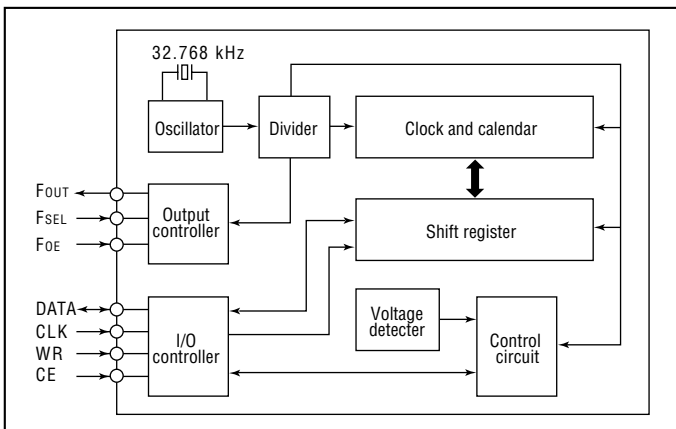 32.768 kHz
Oscillator
Divider
Clock and calendar
FOUT
FSEL
FOE
Output
controller
Shift register
DATA
CLK
WR
CE
I/O
controller
Voltage
detecter
Control
circuit